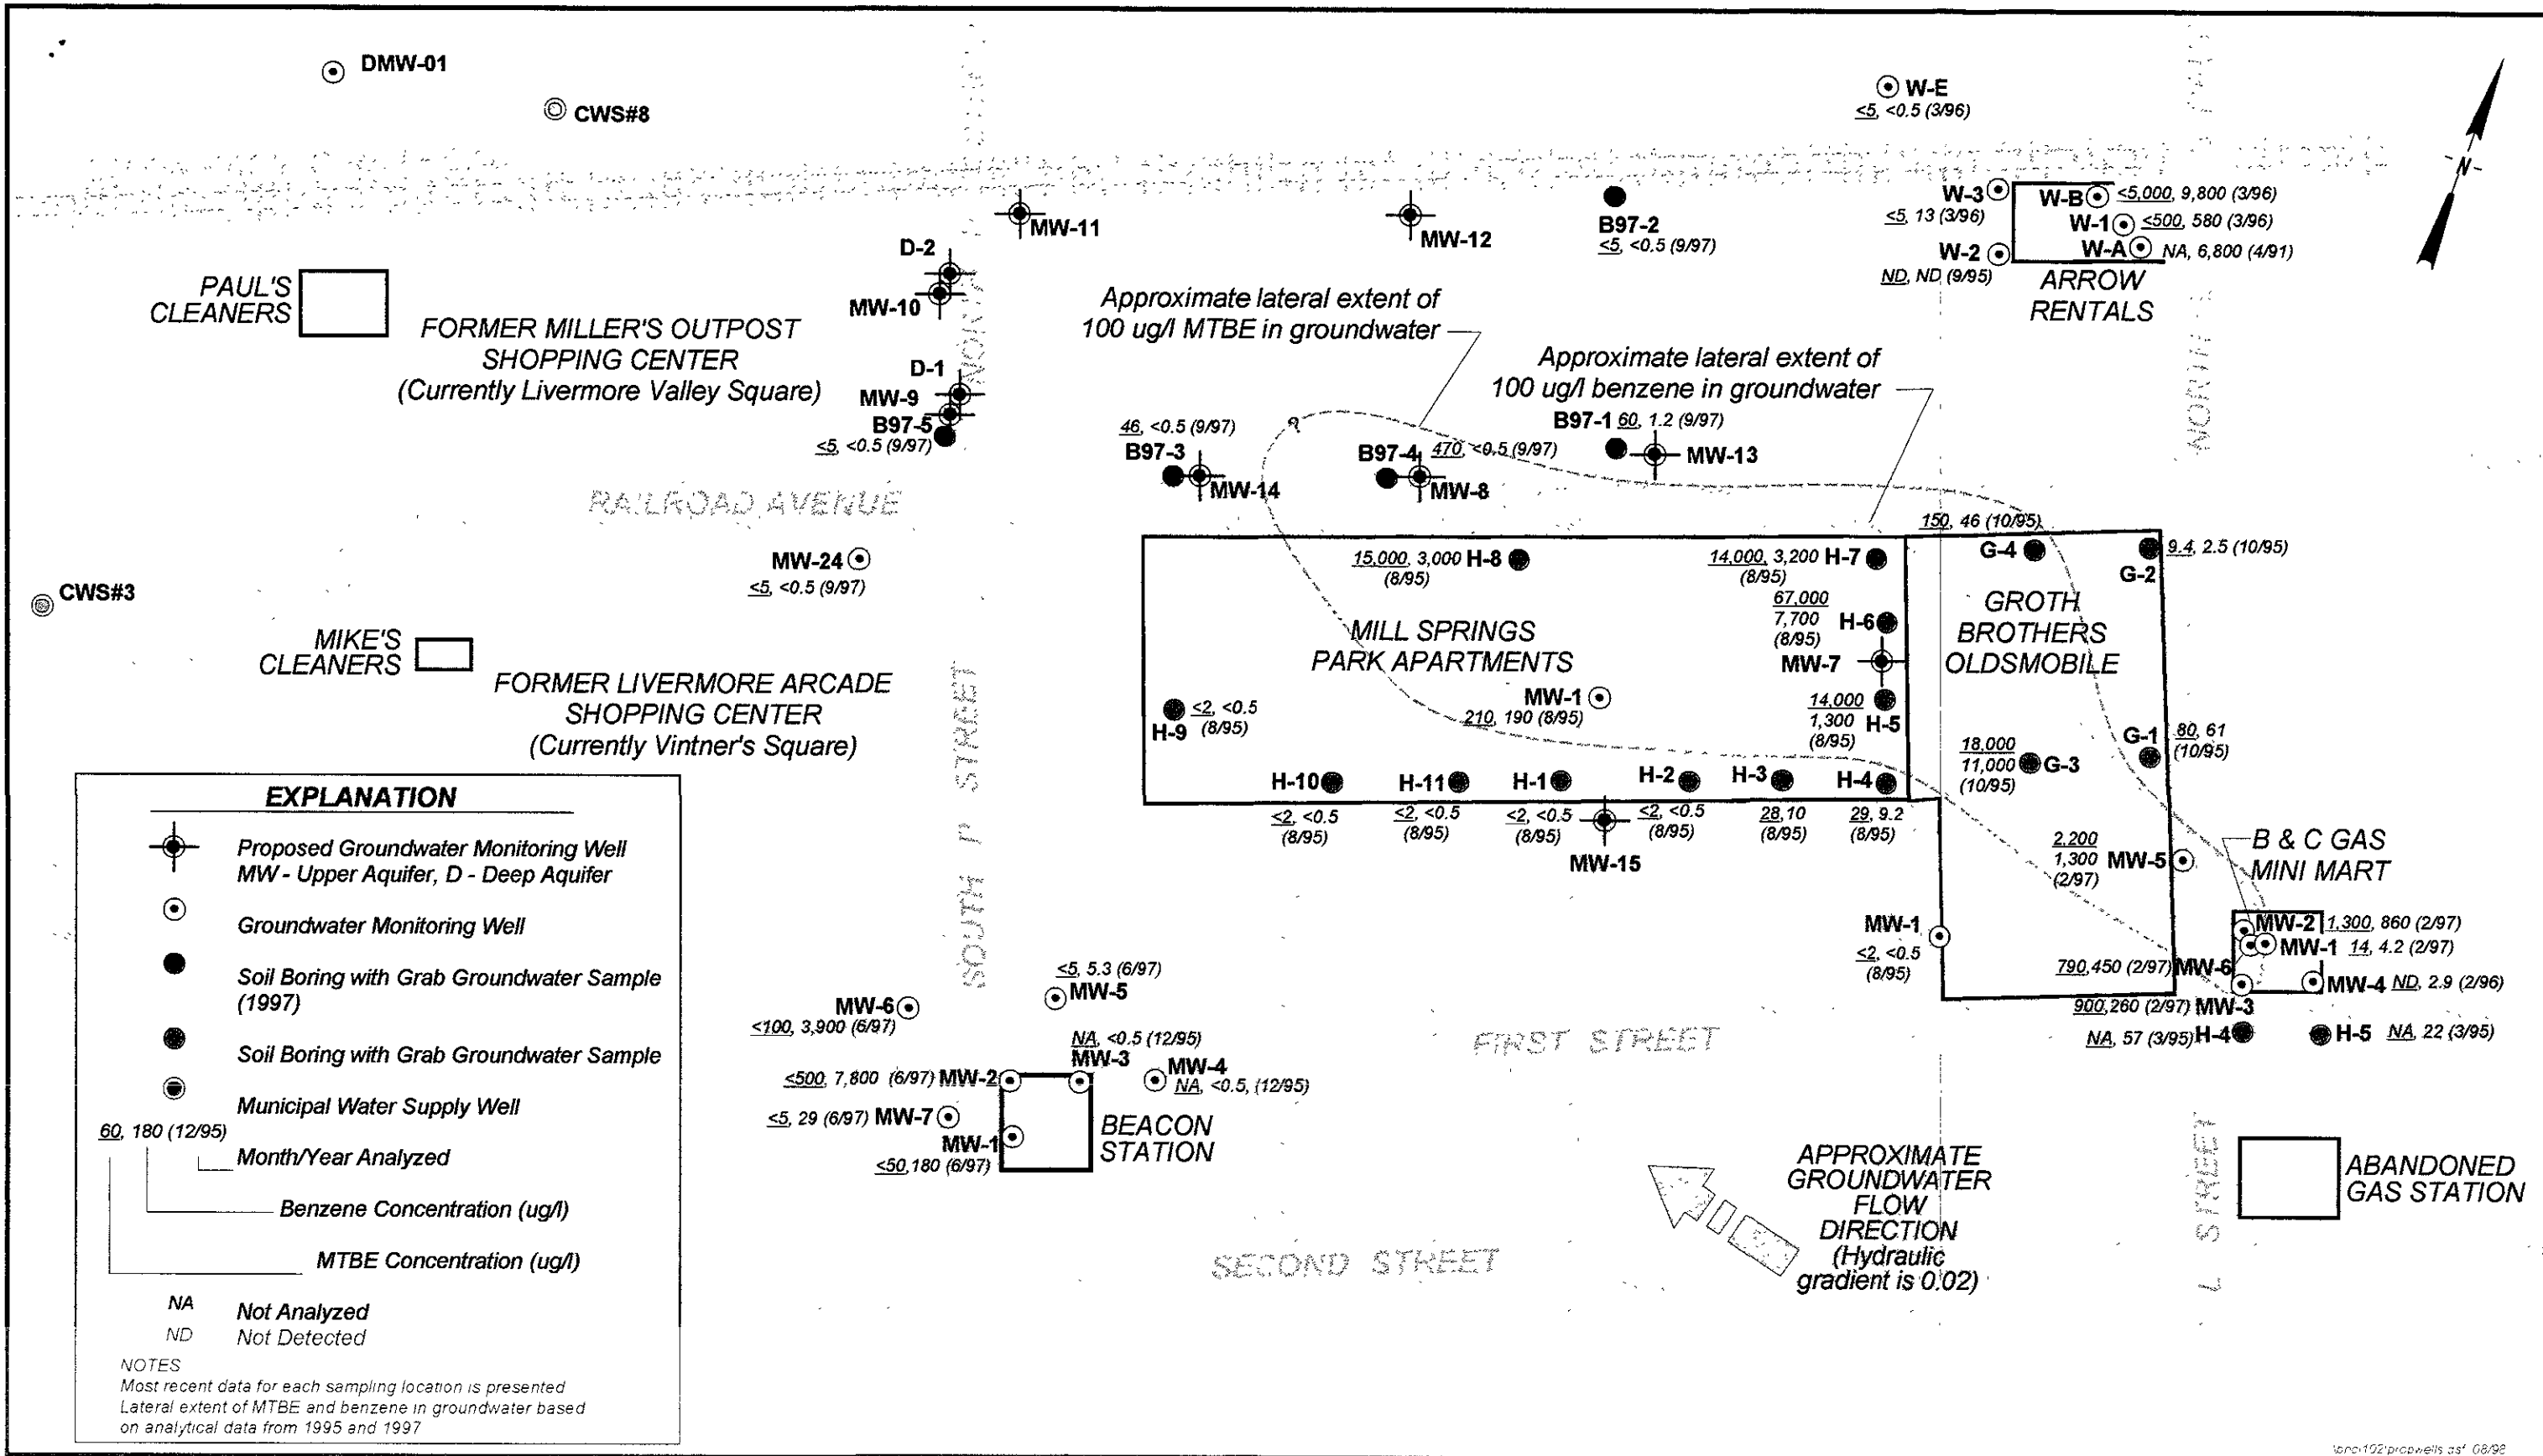 DMW-01
CWS#8
W-E
<5, <0.5 (3/96)
N
MW-11
MW-12
B97-2
<5, <0.5 (9/97)
W-3
<5, 13 (3/96)
W-B <5,000, 9,800 (3/96)
W-1 <500, 580 (3/96)
W-A NA, 6,800 (4/91)
W-2
ND, ND (9/95)
ARROW
RENTALS
D-2
MW-10
PAUL'S
CLEANERS
FORMER MILLER'S OUTPOST
SHOPPING CENTER
(Currently Livermore Valley Square)
D-1
MW-9
B97-5
<5, <0.5 (9/97)
NORTH
Approximate lateral extent of
100 ug/l MTBE in groundwater
Approximate lateral extent of
100 ug/l benzene in groundwater
NORTH
?
46, <0.5 (9/97)
B97-3
MW-14
B97-4 470, <0.5 (9/97)
MW-8
B97-1 60, 1.2 (9/97)
MW-13
RAILROAD AVENUE
MW-24
<5, <0.5 (9/97)
CWS#3
MIKE'S
CLEANERS
FORMER LIVERMORE ARCADE
SHOPPING CENTER
(Currently Vintner's Square)
SOUTH P STREET
15,000, 3,000 H-8
(8/95)
14,000, 3,200 H-7
(8/95)
67,000
7,700 H-6
(8/95)
MW-7
MILL SPRINGS
PARK APARTMENTS
MW-1
210, 190 (8/95)
14,000
1,300 H-5
(8/95)
<2, <0.5
H-9 (8/95)
H-10
<2, <0.5
(8/95)
H-11
<2, <0.5
(8/95)
H-1
<2, <0.5
(8/95)
MW-15
H-2
<2, <0.5
(8/95)
H-3
28,10
(8/95)
H-4
29, 9.2
(8/95)
150, 46 (10/95)
G-4
9.4, 2.5 (10/95)
G-2
GROTH
BROTHERS
OLDSMOBILE
18,000
11,000 G-3
(10/95)
G-1 80, 61
(10/95)
2,200
1,300 MW-5
(2/97)
B & C GAS
MINI MART
MW-1
<2, <0.5
(8/95)
MW-2 1,300, 860 (2/97)
MW-1 14, 4.2 (2/97)
790,450 (2/97) MW-6
MW-4 ND, 2.9 (2/96)
900,260 (2/97) MW-3
NA, 57 (3/95) H-4
H-5 NA, 22 (3/95)
<5, 5.3 (6/97)
MW-5
MW-6
<100, 3,900 (6/97)
NA, <0.5 (12/95)
MW-3
MW-4
NA, <0.5, (12/95)
<500, 7,800 (6/97) MW-2
<5, 29 (6/97) MW-7
MW-1
<50,180 (6/97)
BEACON
STATION
FIRST STREET
SECOND STREET
APPROXIMATE
GROUNDWATER
FLOW
DIRECTION
(Hydraulic
gradient is 0.02)
L STREET
ABANDONED
GAS STATION
EXPLANATION
Proposed Groundwater Monitoring Well
MW - Upper Aquifer, D - Deep Aquifer
Groundwater Monitoring Well
Soil Boring with Grab Groundwater Sample
(1997)
Soil Boring with Grab Groundwater Sample
Municipal Water Supply Well
60, 180 (12/95)
Month/Year Analyzed
Benzene Concentration (ug/l)
MTBE Concentration (ug/l)
NA Not Analyzed
ND Not Detected
NOTES
Most recent data for each sampling location is presented
Lateral extent of MTBE and benzene in groundwater based
on analytical data from 1995 and 1997
08/98